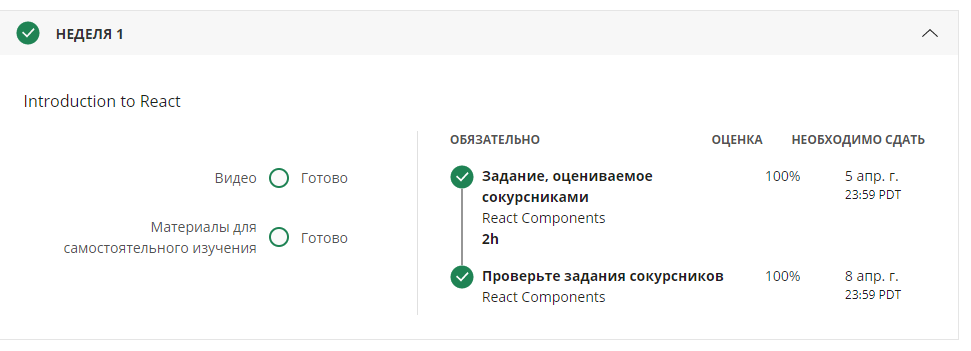 НЕДЕЛЯ 1
Introduction to React
Видео
Готово
Материалы для
самостоятельного изучения
Готово
ОБЯЗАТЕЛЬНО
ОЦЕНКА
НЕОБХОДИМО СДАТЬ
Задание, оцениваемое
сокурсниками
React Components
2h
100%
5 апр. г.
23:59 PDT
Проверьте задания сокурсников
React Components
100%
8 апр. г.
23:59 PDT